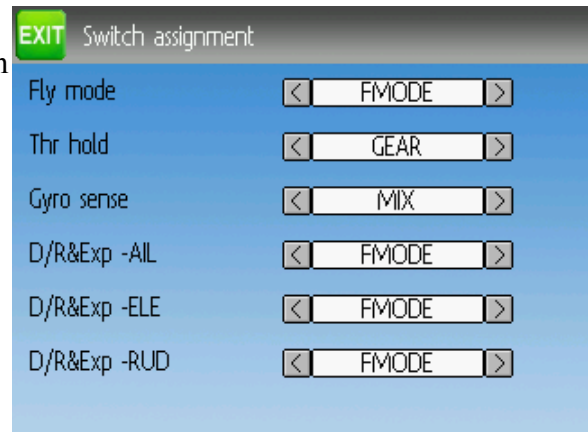 EXIT Switch assignment
Fly mode < FMODE >
Thr hold < GEAR >
Gyro sense < MIX >
D/R&Exp -AIL < FMODE >
D/R&Exp -ELE < FMODE >
D/R&Exp -RUD < FMODE >